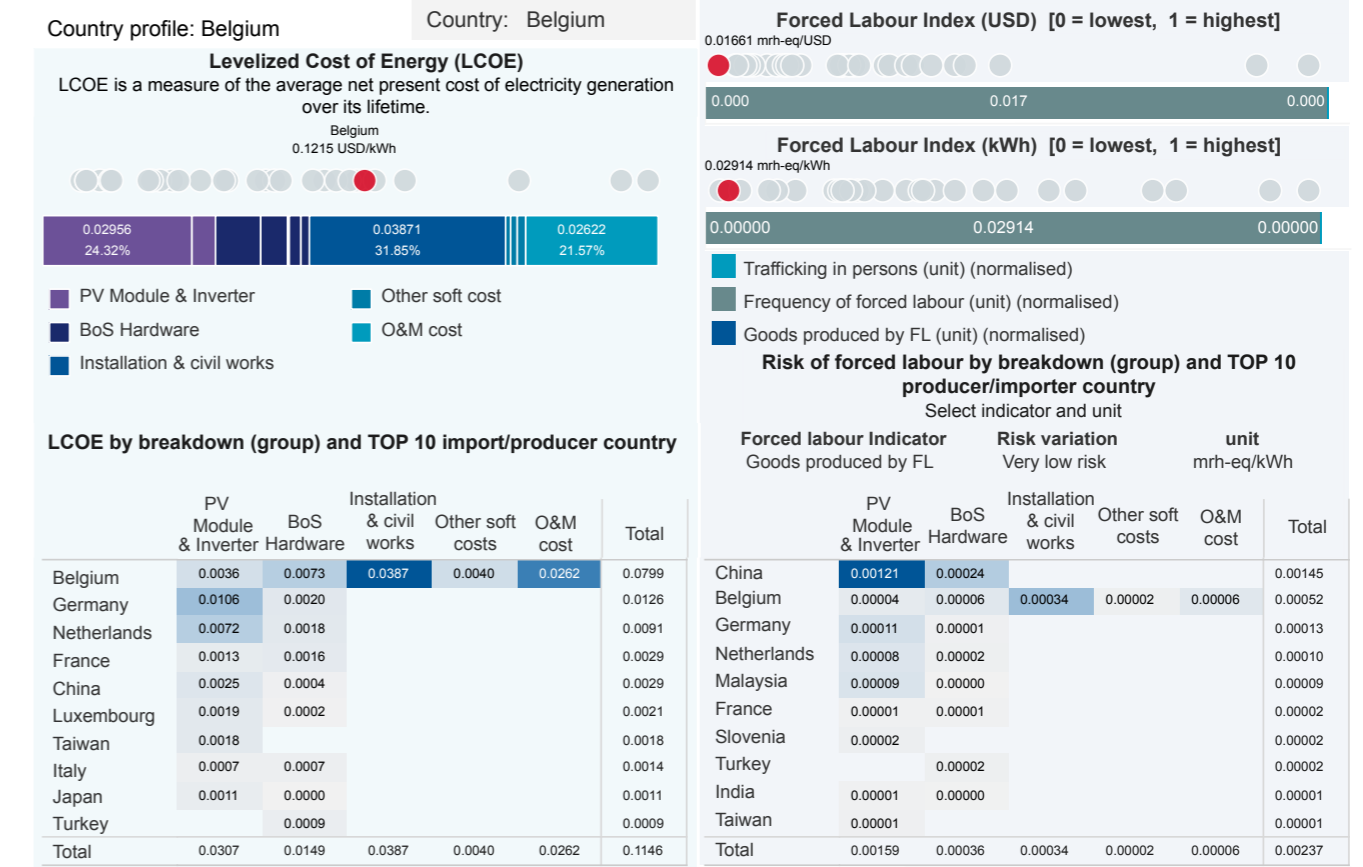 Country profile: Belgium
Country: Belgium
Levelized Cost of Energy (LCOE)
LCOE is a measure of the average net present cost of electricity generation
over its lifetime.
Belgium
0.1215 USD/kWh
0.02956 0.03871 0.02622
24.32% 31.85% 21.57%
PV Module & Inverter Other soft cost
BoS Hardware O&M cost
Installation & civil works
LCOE by breakdown (group) and TOP 10 import/producer country
PV Module & Inverter BoS Hardware Installation & civil works Other soft costs O&M cost Total
Belgium 0.0036 0.0073 0.0387 0.0040 0.0262 0.0799
Germany 0.0106 0.0020 0.0126
Netherlands 0.0072 0.0018 0.0091
France 0.0013 0.0016 0.0029
China 0.0025 0.0004 0.0029
Luxembourg 0.0019 0.0002 0.0021
Taiwan 0.0018 0.0018
Italy 0.0007 0.0007 0.0014
Japan 0.0011 0.0000 0.0011
Turkey 0.0009 0.0009
Total 0.0307 0.0149 0.0387 0.0040 0.0262 0.1146
Forced Labour Index (USD) [0 = lowest, 1 = highest]
0.01661 mrh-eq/USD
0.000 0.017 0.000
Forced Labour Index (kWh) [0 = lowest, 1 = highest]
0.02914 mrh-eq/kWh
0.00000 0.02914 0.00000
Trafficking in persons (unit) (normalised)
Frequency of forced labour (unit) (normalised)
Goods produced by FL (unit) (normalised)
Risk of forced labour by breakdown (group) and TOP 10
producer/importer country
Select indicator and unit
Forced labour Indicator Risk variation unit
Goods produced by FL Very low risk mrh-eq/kWh
PV Module & Inverter BoS Hardware Installation & civil works Other soft costs O&M cost Total
China 0.00121 0.00024 0.00145
Belgium 0.00004 0.00006 0.00034 0.00002 0.00006 0.00052
Germany 0.00011 0.00001 0.00013
Netherlands 0.00008 0.00002 0.00010
Malaysia 0.00009 0.00000 0.00009
France 0.00001 0.00001 0.00002
Slovenia 0.00002 0.00002
Turkey 0.00002 0.00002
India 0.00001 0.00000 0.00001
Taiwan 0.00001 0.00001
Total 0.00159 0.00036 0.00034 0.00002 0.00006 0.00237